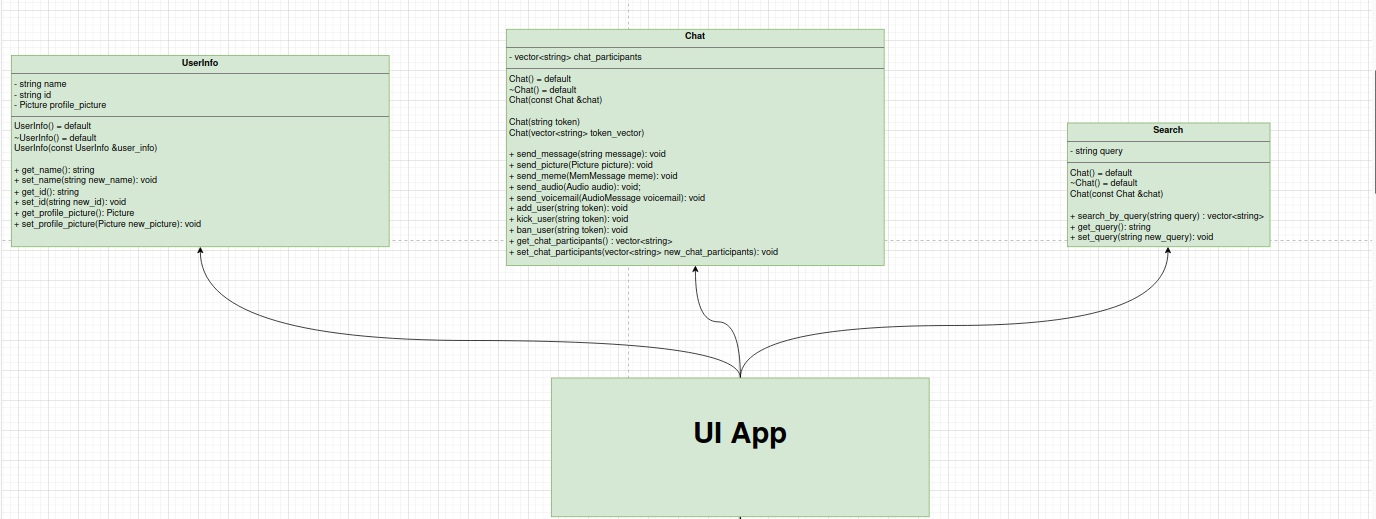 UserInfo
- string name
- string id
- Picture profile_picture
UserInfo() = default
~UserInfo() = default
UserInfo(const UserInfo &user_info)
+ get_name(): string
+ set_name(string new_name): void
+ get_id(): string
+ set_id(string new_id): void
+ get_profile_picture(): Picture
+ set_profile_picture(Picture new_picture): void
Chat
- vector<string> chat_participants
Chat() = default
~Chat() = default
Chat(const Chat &chat)
Chat(string token)
Chat(vector<string> token_vector)
+ send_message(string message): void
+ send_picture(Picture picture): void
+ send_meme(MemMessage meme): void
+ send_audio(Audio audio): void;
+ send_voicemail(AudioMessage voicemail): void
+ add_user(string token): void
+ kick_user(string token): void
+ ban_user(string token): void
+ get_chat_participants() : vector<string>
+ set_chat_participants(vector<string> new_chat_participants): void
Search
- string query
Chat() = default
~Chat() = default
Chat(const Chat &chat)
+ search_by_query(string query) : vector<string>
+ get_query(): string
+ set_query(string new_query): void
UI App